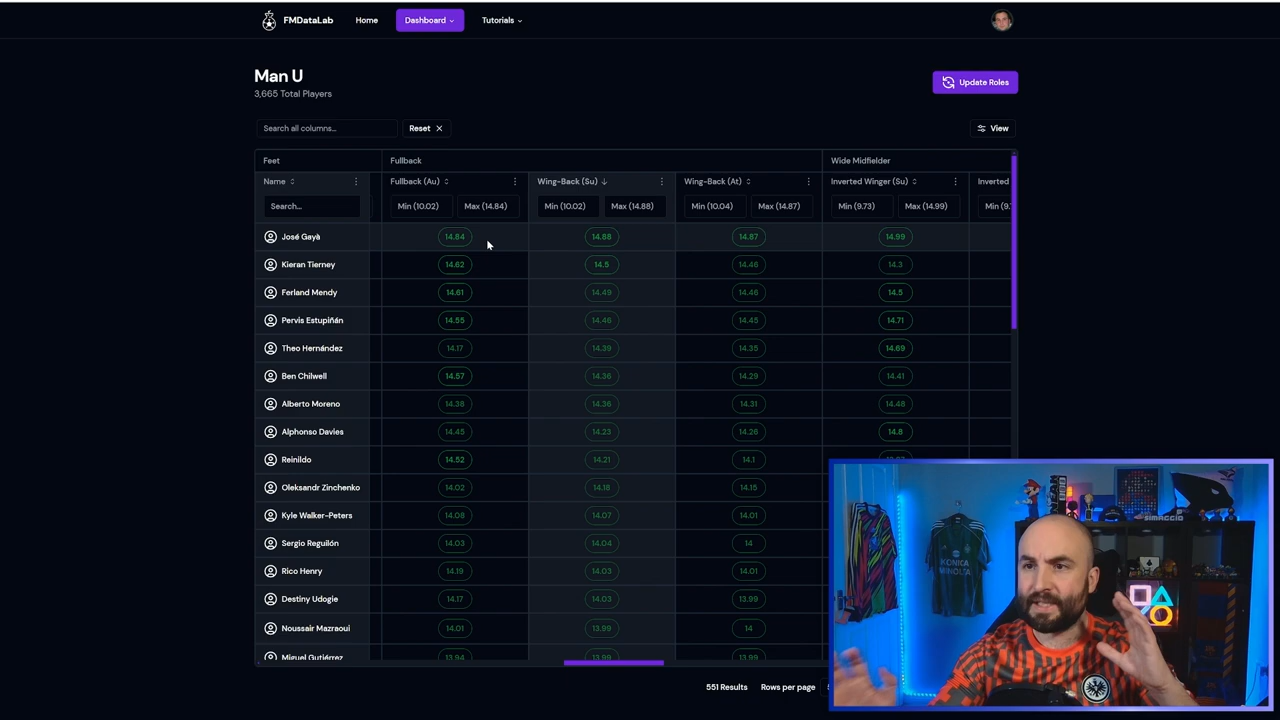 FMDataLab Home Dashboard Tutorials
Man U
3,665 Total Players
Update Roles
Search all columns... Reset View
Feet Fullback Wide Midfielder
Name Fullback (Au) Wing-Back (Su) Wing-Back (At) Inverted Winger (Su) Inverted
Search... Min (10.02) Max (14.84) Min (10.02) Max (14.88) Min (10.04) Max (14.87) Min (9.73) Max (14.99)
José Gayà 14.84 14.88 14.87 14.99
Kieran Tierney 14.62 14.5 14.46 14.3
Ferland Mendy 14.61 14.49 14.46 14.5
Pervis Estupiñán 14.55 14.46 14.45 14.71
Theo Hernández 14.17 14.39 14.35 14.69
Ben Chilwell 14.57 14.36 14.29 14.41
Alberto Moreno 14.38 14.36 14.31 14.48
Alphonso Davies 14.45 14.23 14.26 14.8
Reinildo 14.52 14.21 14.1
Oleksandr Zinchenko 14.02 14.18 14.15
Kyle Walker-Peters 14.08 14.07 14.01
Sergio Reguilón 14.03 14.04 14
Rico Henry 14.19 14.03 14.01
Destiny Udogie 14.17 14.03 13.99
Noussair Mazraoui 14.01 13.99 14
Miguel Gutiérrez 13.94 13.99 13.99
551 Results Rows per page
KONICA
MINOLTA